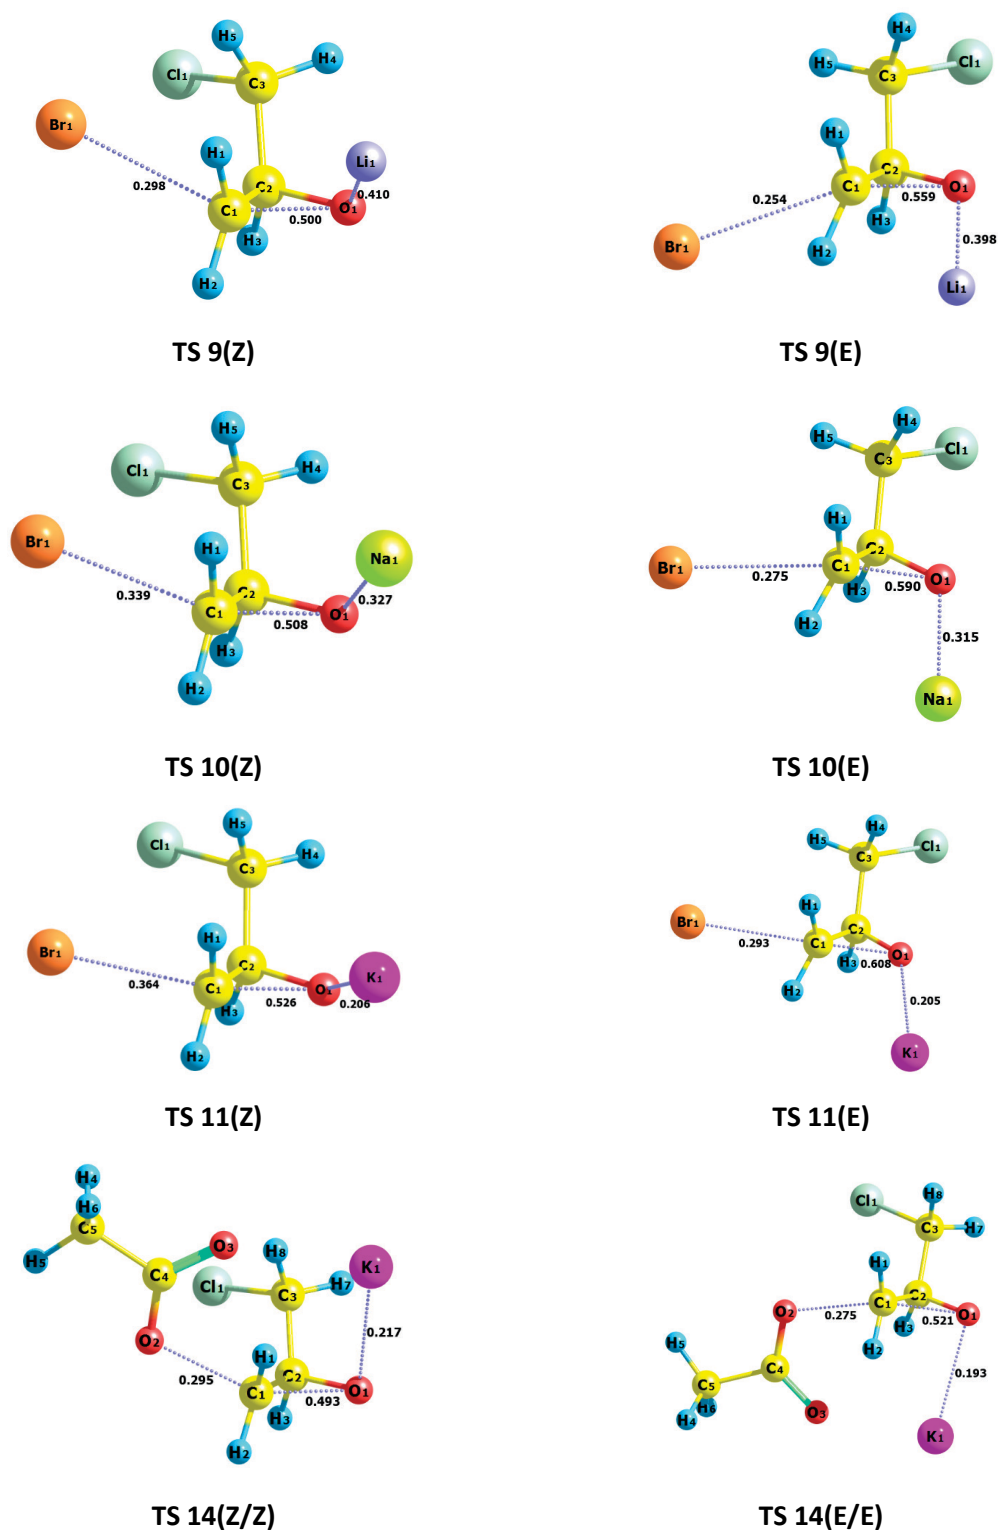 H5
H4
Cl1
C3
Br1
H1
Li1
0.298
C2
0.410
C1
O1
0.500
H3
H2
TS 9(Z)
H4
H5
Cl1
C3
H1
C2
0.254
C1
O1
0.559
H3
0.398
Br1
H2
Li1
TS 9(E)
H5
Cl1
H4
C3
Br1
H1
Na1
0.339
C2
0.327
C1
O1
0.508
H3
H2
TS 10(Z)
H4
H5
Cl1
C3
H1
C2
Br1
C1
0.275
0.590
O1
H3
H2
0.315
Na1
TS 10(E)
H5
Cl1
H4
C3
H1
Br1
C2
0.364
K1
C1
O1
0.526
0.206
H3
H2
TS 11(Z)
H4
H5
Cl1
C3
H1
Br1
C2
0.293
C1
O1
H3
0.608
H2
0.205
K1
TS 11(E)
H4
H6
C5
H5
O3
C4
H8
K1
Cl1
H7
C3
0.217
O2
H1
C2
0.295
C1
O1
0.493
H3
H2
TS 14(Z/Z)
H8
Cl1
C3
H7
H1
C2
O2
0.275
C1
O1
0.521
H3
H5
H2
C4
0.193
C5
H6
H4
O3
K1
TS 14(E/E)